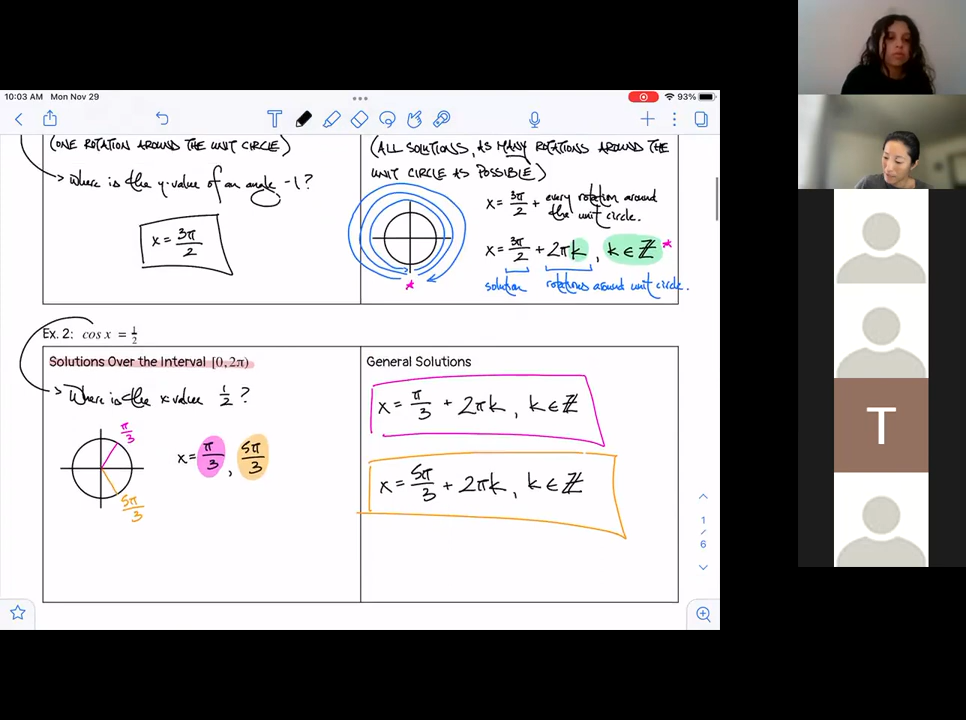 10:03 AM Mon Nov 29
93%
(ONE ROTATION AROUND THE UNIT CIRCLE)
Where is the y-value of an angle -1?
x = 3π/2
(ALL SOLUTIONS, AS MANY ROTATIONS AROUND THE
UNIT CIRCLE AS POSSIBLE)
x = 3π/2 + every rotation around
the unit circle.
x = 3π/2 + 2πk, k ∈ ℤ *
solution rotations around unit circle.
*
Ex. 2: cos x = 1/2
Solutions Over the Interval [0, 2π)
Where is the x value 1/2?
π/3
5π/3
x = π/3, 5π/3
General Solutions
x = π/3 + 2πk, k ∈ ℤ
x = 5π/3 + 2πk, k ∈ ℤ
1
/
6
T